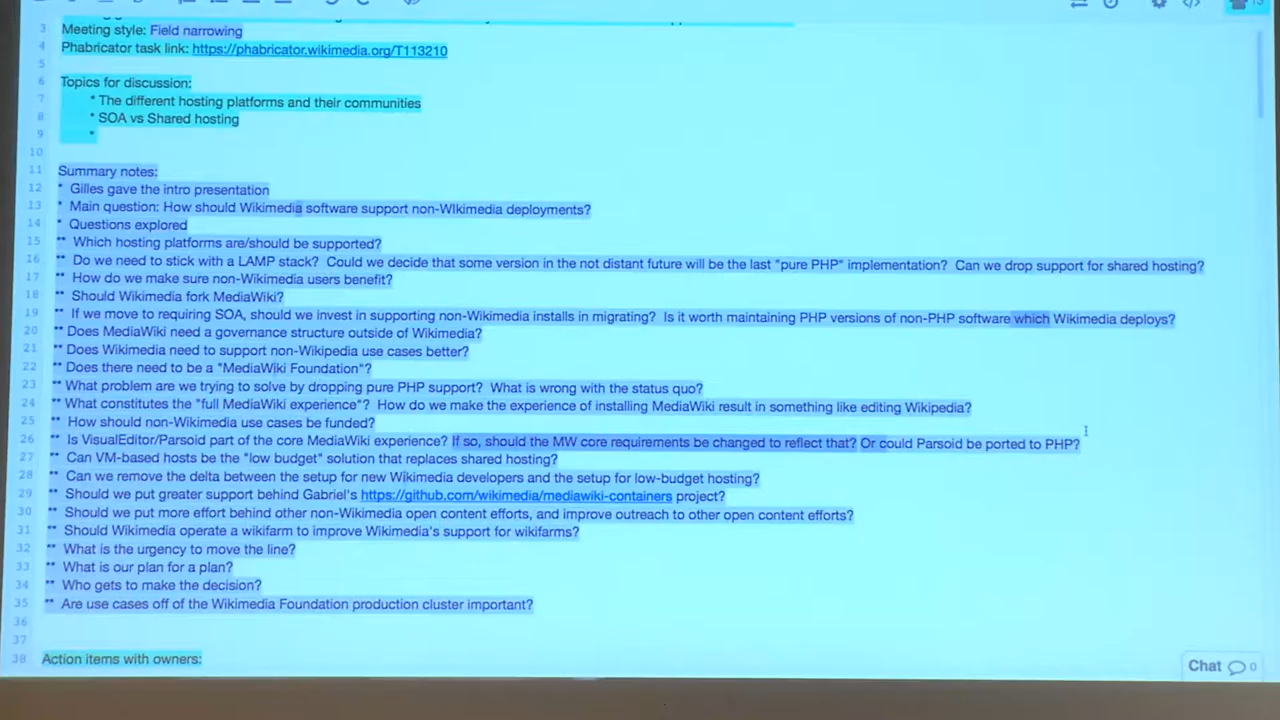 3 Meeting style: Field narrowing
4 Phabricator task link: https://phabricator.wikimedia.org/T113210
5
6 Topics for discussion:
7 * The different hosting platforms and their communities
8 * SOA vs Shared hosting
9 *
10
11 Summary notes:
12 * Gilles gave the intro presentation
13 * Main question: How should Wikimedia software support non-WIkimedia deployments?
14 * Questions explored
15 ** Which hosting platforms are/should be supported?
16 ** Do we need to stick with a LAMP stack? Could we decide that some version in the not distant future will be the last "pure PHP" implementation? Can we drop support for shared hosting?
17 ** How do we make sure non-Wikimedia users benefit?
18 ** Should Wikimedia fork MediaWiki?
19 ** If we move to requiring SOA, should we invest in supporting non-Wikimedia installs in migrating? Is it worth maintaining PHP versions of non-PHP software which Wikimedia deploys?
20 ** Does MediaWiki need a governance structure outside of Wikimedia?
21 ** Does Wikimedia need to support non-Wikipedia use cases better?
22 ** Does there need to be a "MediaWiki Foundation"?
23 ** What problem are we trying to solve by dropping pure PHP support? What is wrong with the status quo?
24 ** What constitutes the "full MediaWiki experience"? How do we make the experience of installing MediaWiki result in something like editing Wikipedia?
25 ** How should non-Wikimedia use cases be funded?
26 ** Is VisualEditor/Parsoid part of the core MediaWiki experience? If so, should the MW core requirements be changed to reflect that? Or could Parsoid be ported to PHP?
27 ** Can VM-based hosts be the "low budget" solution that replaces shared hosting?
28 ** Can we remove the delta between the setup for new Wikimedia developers and the setup for low-budget hosting?
29 ** Should we put greater support behind Gabriel's https://github.com/wikimedia/mediawiki-containers project?
30 ** Should we put more effort behind other non-Wikimedia open content efforts, and improve outreach to other open content efforts?
31 ** Should Wikimedia operate a wikifarm to improve Wikimedia's support for wikifarms?
32 ** What is the urgency to move the line?
33 ** What is our plan for a plan?
34 ** Who gets to make the decision?
35 ** Are use cases off of the Wikimedia Foundation production cluster important?
36
37
38 Action items with owners:
Chat 0